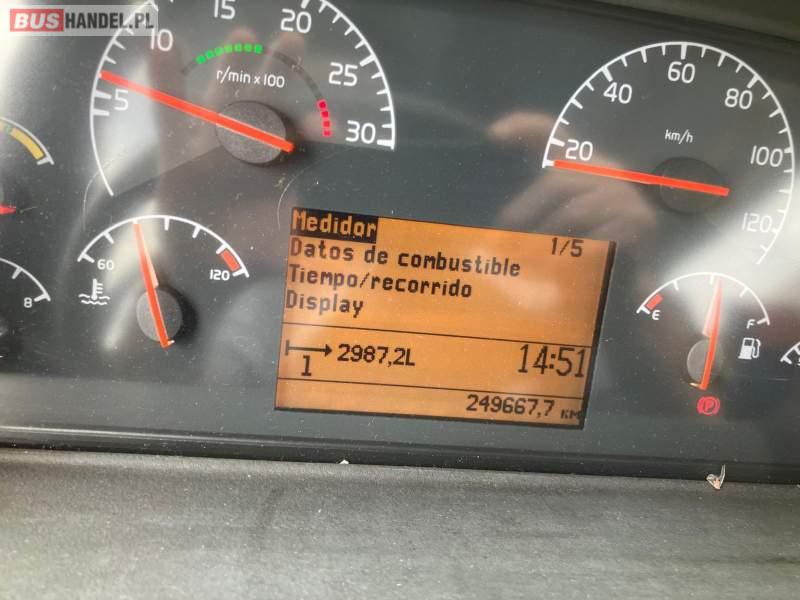 BUSHANDEL.PL
5 10 15 20 25 30
r/min x 100
20 40 60 80 100 120
km/h
60 120
8
E F
Medidor 1/5
Datos de combustible
Tiempo/recorrido
Display
1 2987,2L 14:51
249667,7 KM
P